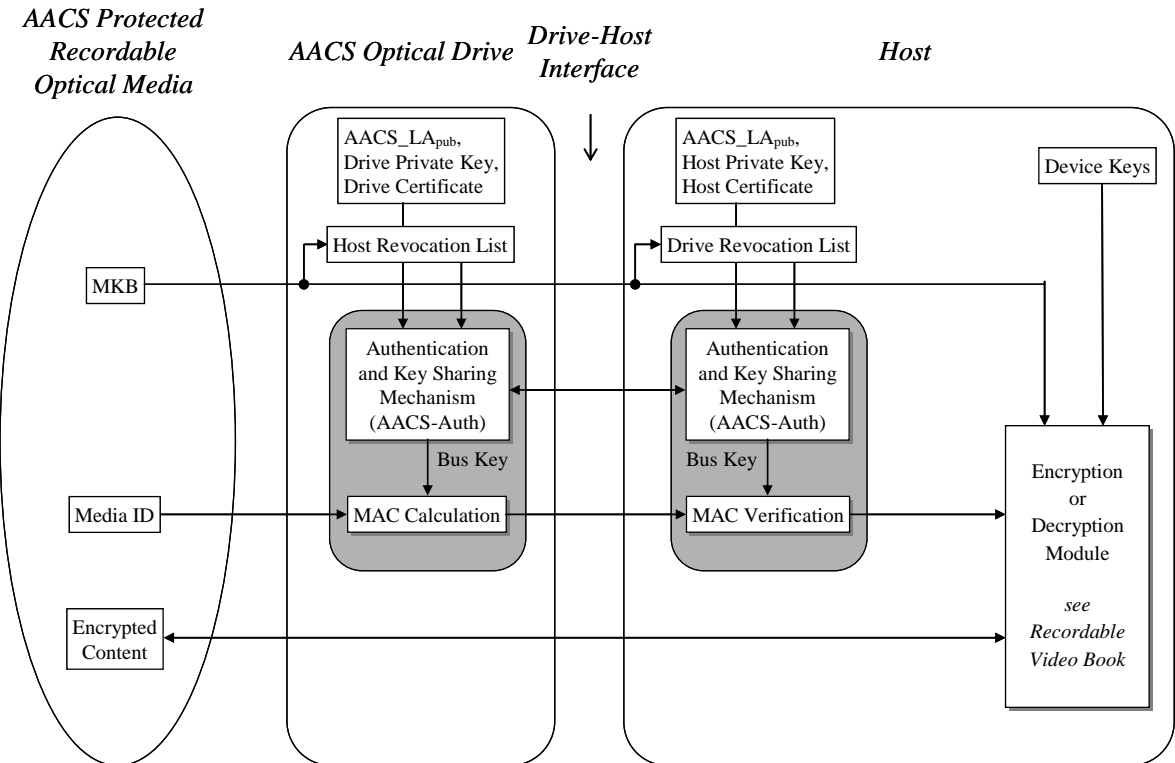 AACS Protected
Recordable
Optical Media
AACS Optical Drive
Drive-Host
Interface
Host
AACS_LApub,
Drive Private Key,
Drive Certificate
AACS_LApub,
Host Private Key,
Host Certificate
Device Keys
Host Revocation List
Drive Revocation List
MKB
Authentication
and Key Sharing
Mechanism
(AACS-Auth)
Authentication
and Key Sharing
Mechanism
(AACS-Auth)
Bus Key
Bus Key
Media ID
MAC Calculation
MAC Verification
Encryption
or
Decryption
Module
see
Recordable
Video Book
Encrypted
Content